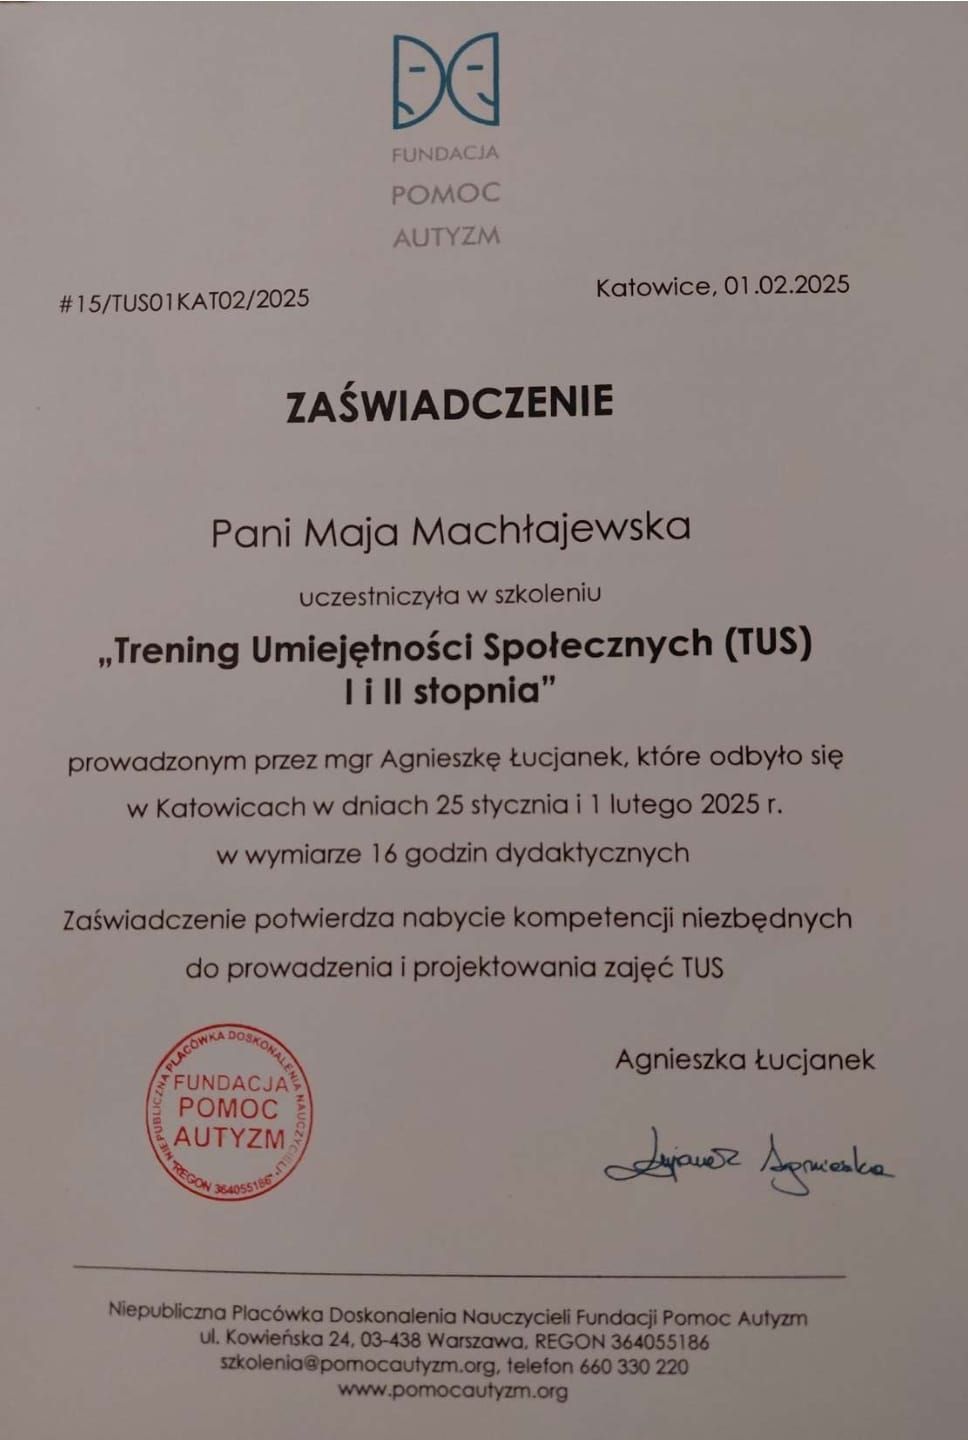 FUNDACJA
POMOC
AUTYZM
#15/TUS01KAT02/2025
Katowice, 01.02.2025
ZAŚWIADCZENIE
Pani Maja Machłajewska
uczestniczyła w szkoleniu
„Trening Umiejętności Społecznych (TUS)
I i II stopnia”
prowadzonym przez mgr Agnieszkę Łucjanek, które odbyło się
w Katowicach w dniach 25 stycznia i 1 lutego 2025 r.
w wymiarze 16 godzin dydaktycznych
Zaświadczenie potwierdza nabycie kompetencji niezbędnych
do prowadzenia i projektowania zajęć TUS
NIEPUBLICZNA PLACÓWKA DOSKONALENIA NAUCZYCIELI
FUNDACJA
POMOC
AUTYZM
REGON 364055186
Agnieszka Łucjanek
Łucjanek Agnieszka
Niepubliczna Placówka Doskonalenia Nauczycieli Fundacji Pomoc Autyzm
ul. Kowieńska 24, 03-438 Warszawa, REGON 364055186
szkolenia@pomocautyzm.org, telefon 660 330 220
www.pomocautyzm.org